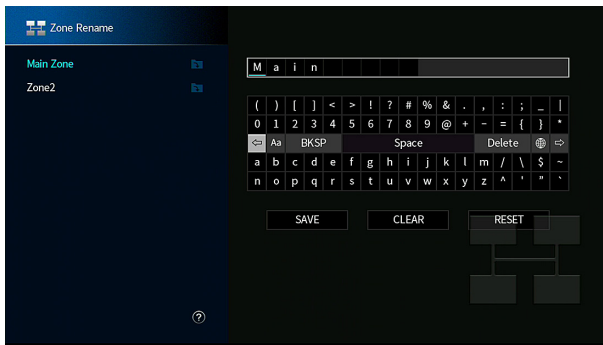 Zone Rename
Main Zone
Zone2
Main
( ) [ ] < > ! ? # % & . , : ; _ |
0 1 2 3 4 5 6 7 8 9 @ + - = { } *
⇦ Aa BKSP Space Delete ⇨
a b c d e f g h i j k l m / \ $ ~
n o p q r s t u v w x y z ^ ' " `
SAVE CLEAR RESET
?